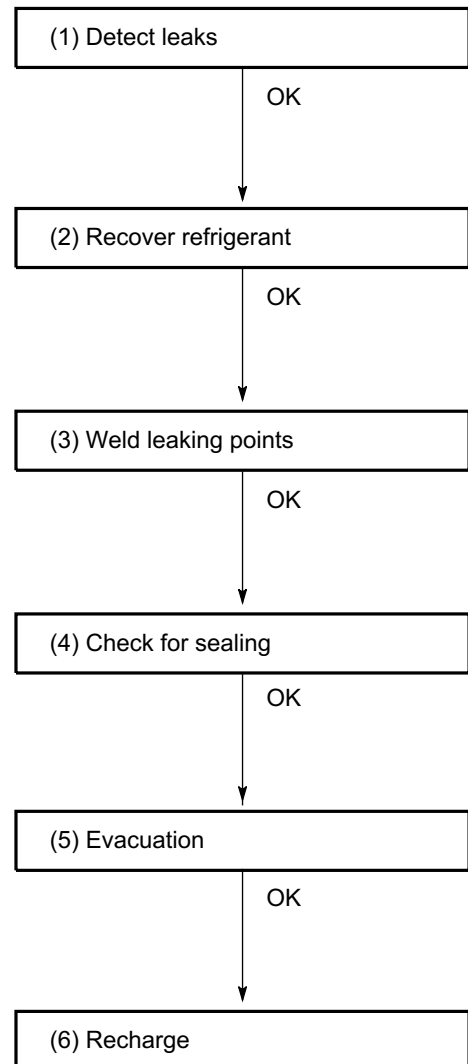 (1) Detect leaks
OK
(2) Recover refrigerant
OK
(3) Weld leaking points
OK
(4) Check for sealing
OK
(5) Evacuation
OK
(6) Recharge